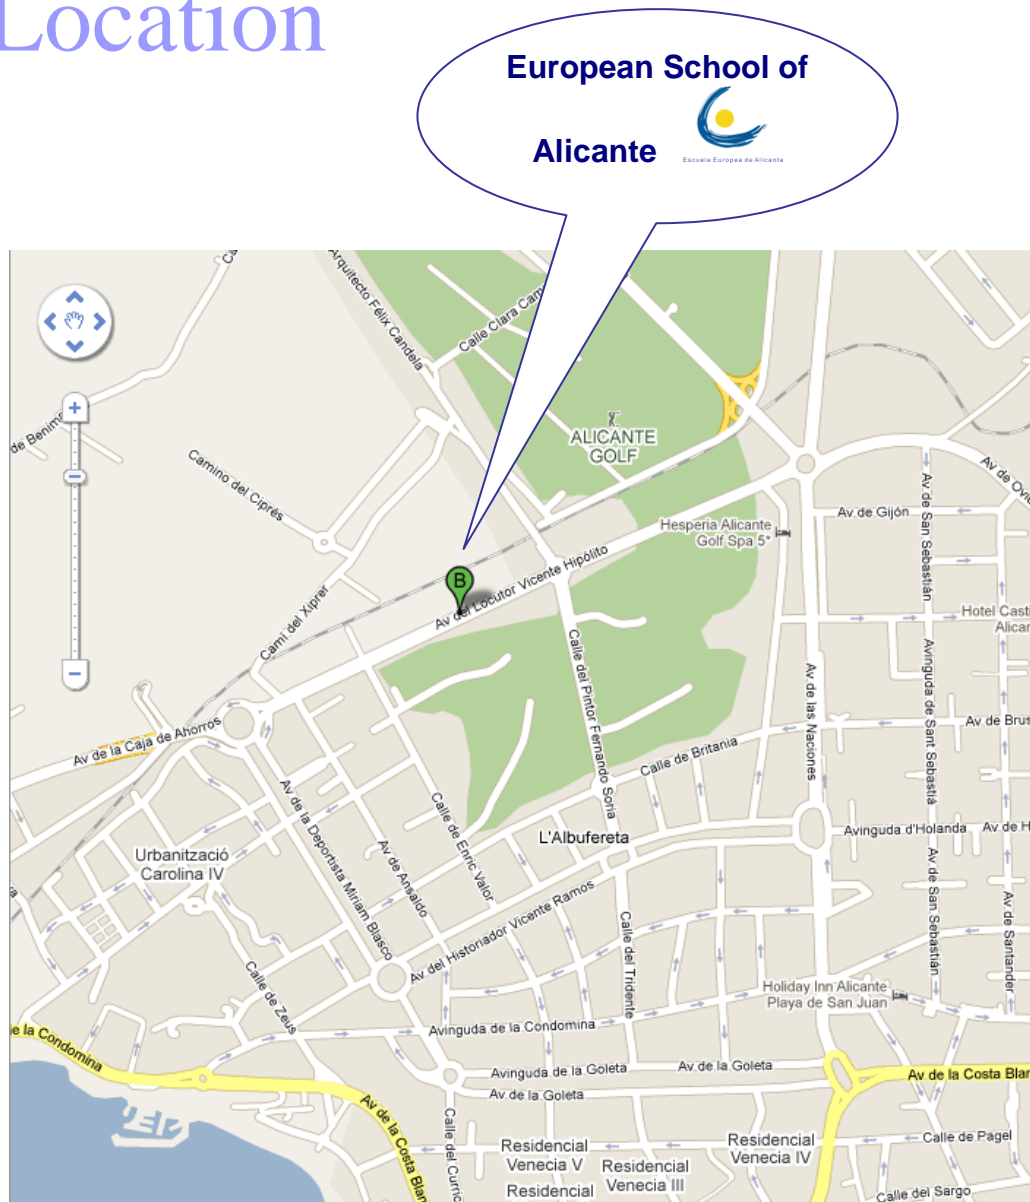 Location
European School of
Alicante
Escuela Europea de Alicante
Arquitecto Félix Candela
Calle Clara Cam
de Benim
ALICANTE
GOLF
Camino del Ciprés
Av de Ovi
Av de San Sebastián
Av de Gijón
Hesperia Alicante
Golf Spa 5*
B
Av del Locutor Vicente Hipólito
Camí del Xiprer
Hotel Casti
Alican
Calle del Pintor Fernando Soria
Av de las Naciones
Avinguda de Sant Sebastià
Av de la Caja de Ahorros
Av de Brus
Calle de Britania
Av de la Deportista Miriam Blasco
Calle de Enric Valor
L'Albufereta
Avinguda d'Holanda
Av de H
Urbanització
Carolina IV
Av de Ansaldo
Av de San Sebastián
Av del Historiador Vicente Ramos
Calle del Tridente
Av de Santander
Calle de Zeus
Holiday Inn Alicante
Playa de San Juan
Avinguda de la Condomina
e la Condomina
Avinguda de la Goleta
Av de la Goleta
Av de la Costa Blan
Av de la Goleta
Av de la Costa Blan
Calle del Curric
Residencial
Venecia V
Residencial
Venecia IV
Calle de Pagel
Residencial
Venecia III
Residencial
Calle del Sargo